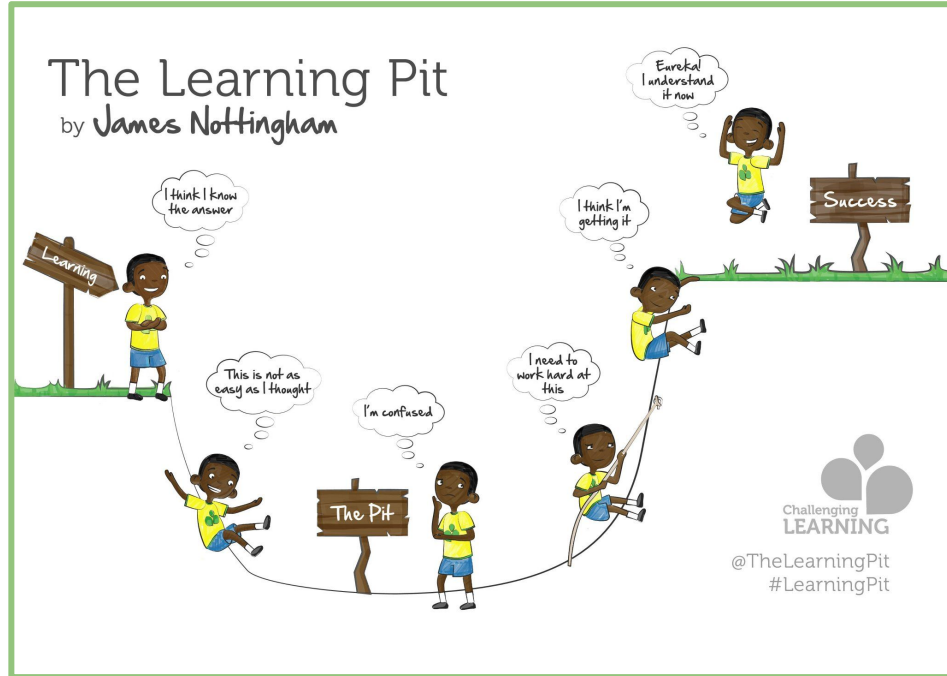 The Learning Pit
by James Nottingham
Eureka!
I understand
it now
I think I know
the answer
I think I'm
getting it
Success
Learning
This is not as
easy as I thought
I'm confused
I need to
work hard at
this
The Pit
Challenging
LEARNING
@TheLearningPit
#LearningPit